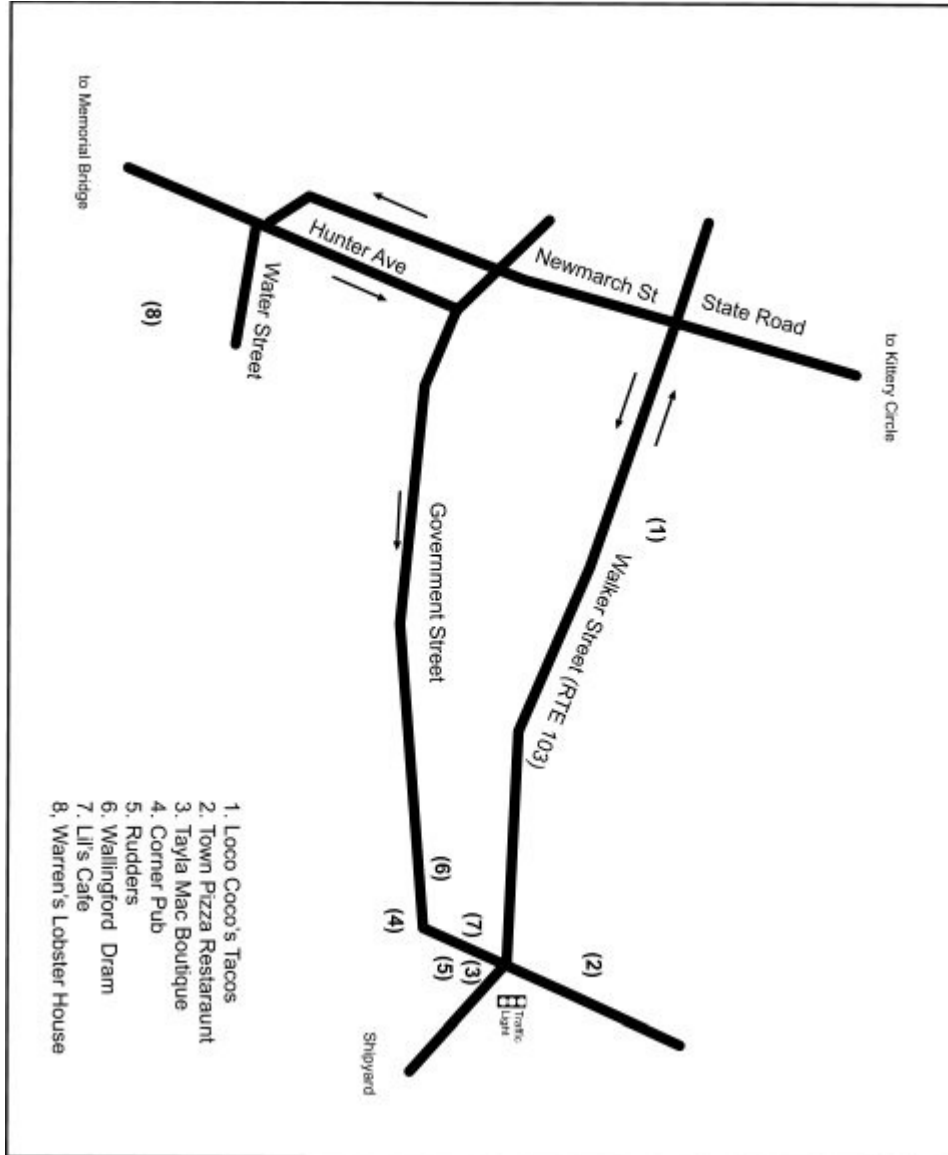 to Memorial Bridge
to Kittery Circle
State Road
Newmarch St
Hunter Ave
Water Street
(8)
(1)
Walker Street (RTE 103)
Government Street
(6)
(4)
(7)
(5)
(3)
(2)
Traffic
Light
Shipyard
1. Loco Coco's Tacos
2. Town Pizza Restaraunt
3. Tayla Mac Boutique
4. Corner Pub
5. Rudders
6. Wallingford Dram
7. Lil's Cafe
8, Warren's Lobster House